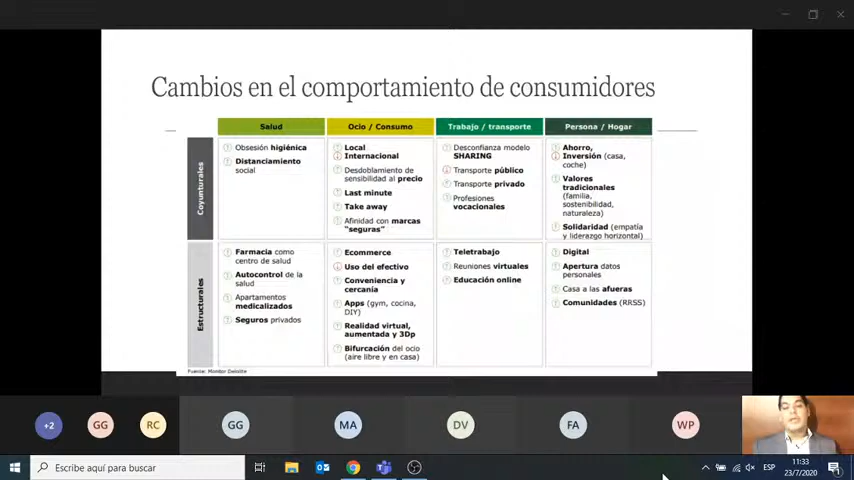 Cambios en el comportamiento de consumidores
Salud
Ocio / Consumo
Trabajo / transporte
Persona / Hogar
Coyunturales
Obsesión higiénica
Distanciamiento
social
Local
Internacional
Desdoblamiento de
sensibilidad al precio
Last minute
Take away
Afinidad con marcas
"seguras"
Desconfianza modelo
SHARING
Transporte público
Transporte privado
Profesiones
vocacionales
Ahorro,
Inversión (casa,
coche)
Valores
tradicionales
(familia,
sostenibilidad,
naturaleza)
Solidaridad (empatía
y liderazgo horizontal)
Estructurales
Farmacia como
centro de salud
Autocontrol de la
salud
Apartamentos
medicalizados
Seguros privados
Ecommerce
Uso del efectivo
Conveniencia y
cercanía
Apps (gym, cocina,
DIY)
Realidad virtual,
aumentada y 3Dp
Bifurcación del ocio
(aire libre y en casa)
Teletrabajo
Reuniones virtuales
Educación online
Digital
Apertura datos
personales
Casa a las afueras
Comunidades (RRSS)
Fuente: Monitor Deloitte
+2
GG
RC
GG
MA
DV
FA
WP
Escribe aquí para buscar
ESP
11:33
23/7/2020